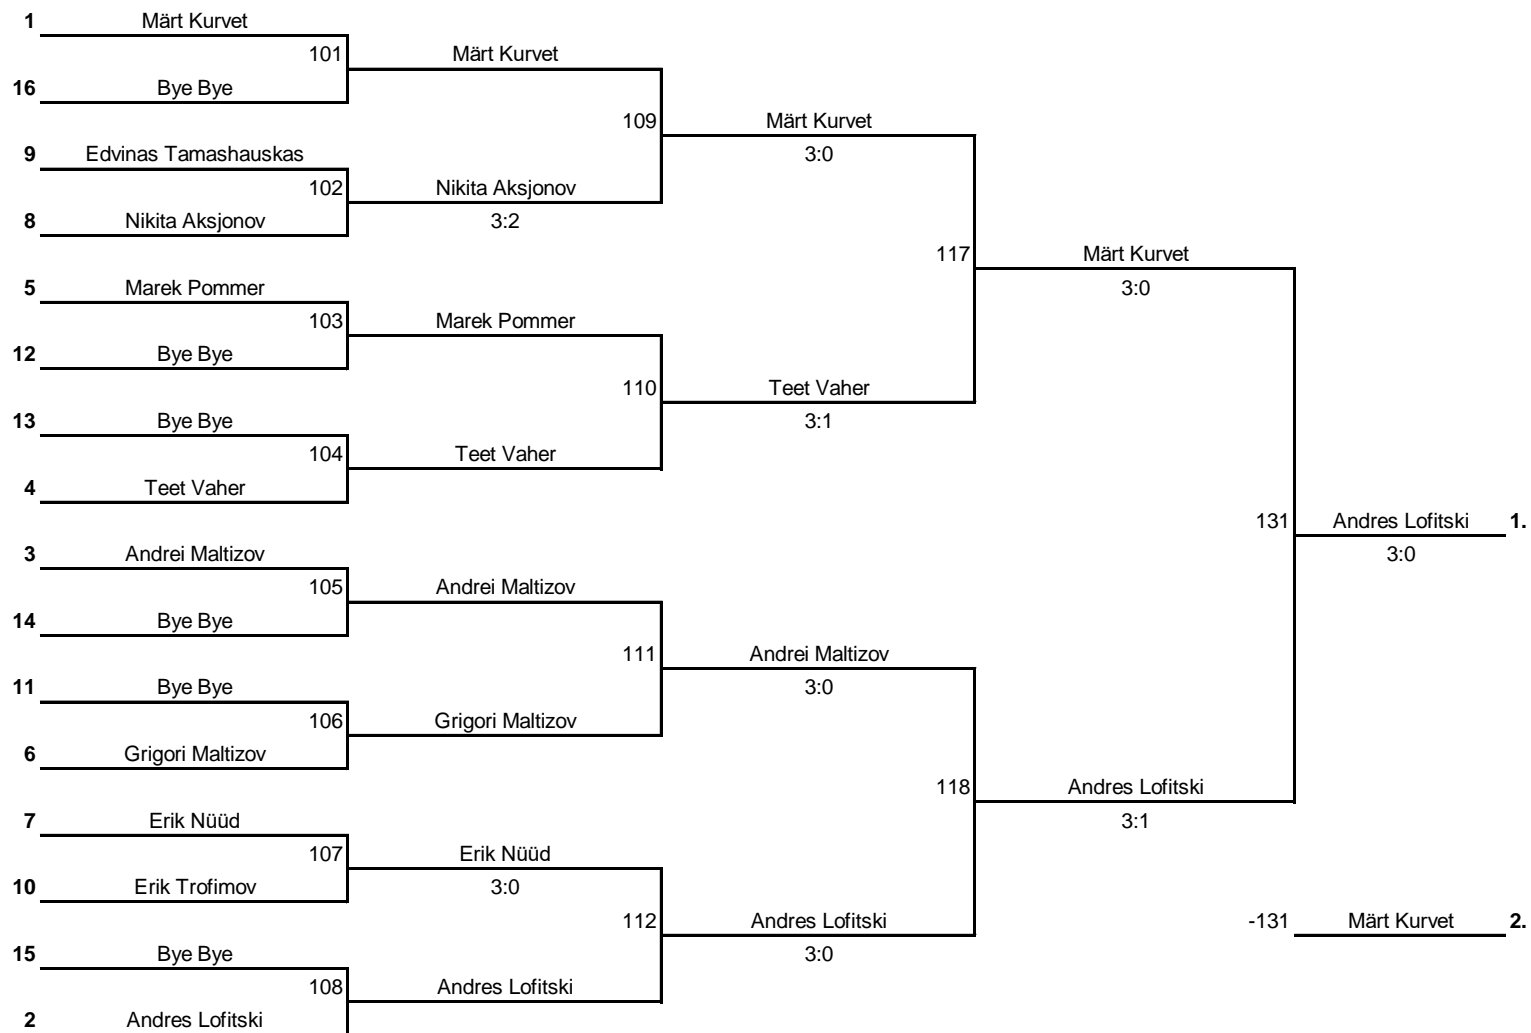 1 Märt Kurvet
101 Märt Kurvet
16 Bye Bye
109 Märt Kurvet
3:0
9 Edvinas Tamashauskas
102 Nikita Aksjonov
3:2
8 Nikita Aksjonov
117 Märt Kurvet
3:0
5 Marek Pommer
103 Marek Pommer
12 Bye Bye
110 Teet Vaher
3:1
13 Bye Bye
104 Teet Vaher
4 Teet Vaher
131 Andres Lofitski 1.
3:0
3 Andrei Maltizov
105 Andrei Maltizov
14 Bye Bye
111 Andrei Maltizov
3:0
11 Bye Bye
106 Grigori Maltizov
6 Grigori Maltizov
118 Andres Lofitski
3:1
7 Erik Nüüd
107 Erik Nüüd
3:0
10 Erik Trofimov
112 Andres Lofitski
3:0
-131 Märt Kurvet 2.
15 Bye Bye
108 Andres Lofitski
2 Andres Lofitski